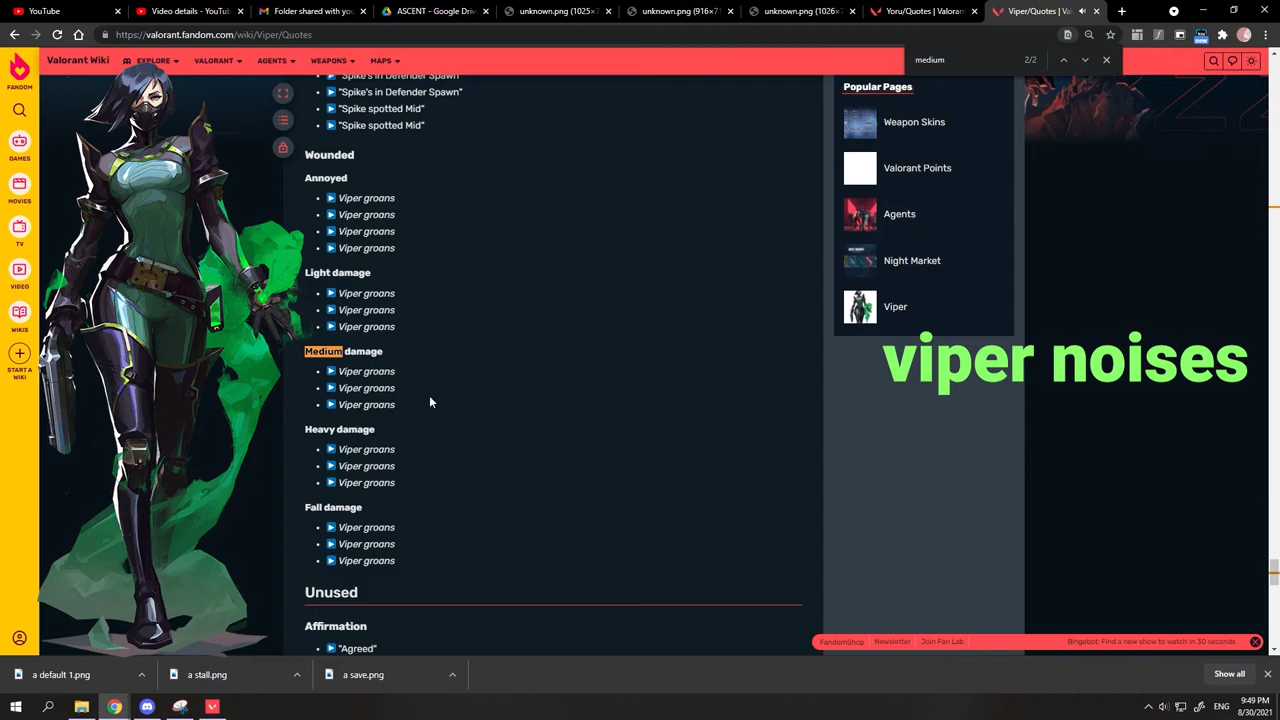 YouTube
Video details - YouTub
Folder shared with you
ASCENT - Google Driv
unknown.png (1025×7
unknown.png (916×71
unknown.png (1026×7
Yoru/Quotes | Valorant
Viper/Quotes | Valor
https://valorant.fandom.com/wiki/Viper/Quotes
new
FANDOM
GAMES
MOVIES
TV
VIDEO
WIKIS
START A
WIKI
Valorant Wiki
EXPLORE
VALORANT
AGENTS
WEAPONS
MAPS
medium
2/2
"Spike's in Defender Spawn"
"Spike's in Defender Spawn"
"Spike spotted Mid"
"Spike spotted Mid"
Wounded
Annoyed
Viper groans
Viper groans
Viper groans
Viper groans
Light damage
Viper groans
Viper groans
Viper groans
Medium damage
Viper groans
Viper groans
Viper groans
Heavy damage
Viper groans
Viper groans
Viper groans
Fall damage
Viper groans
Viper groans
Viper groans
Unused
Affirmation
"Agreed"
Popular Pages
Weapon Skins
Valorant Points
Agents
Night Market
Viper
viper noises
FandomShop
Newsletter
Join Fan Lab
Bingebot: Find a new show to watch in 30 seconds
a default 1.png
a stall.png
a save.png
Show all
ENG
9:49 PM
8/30/2021